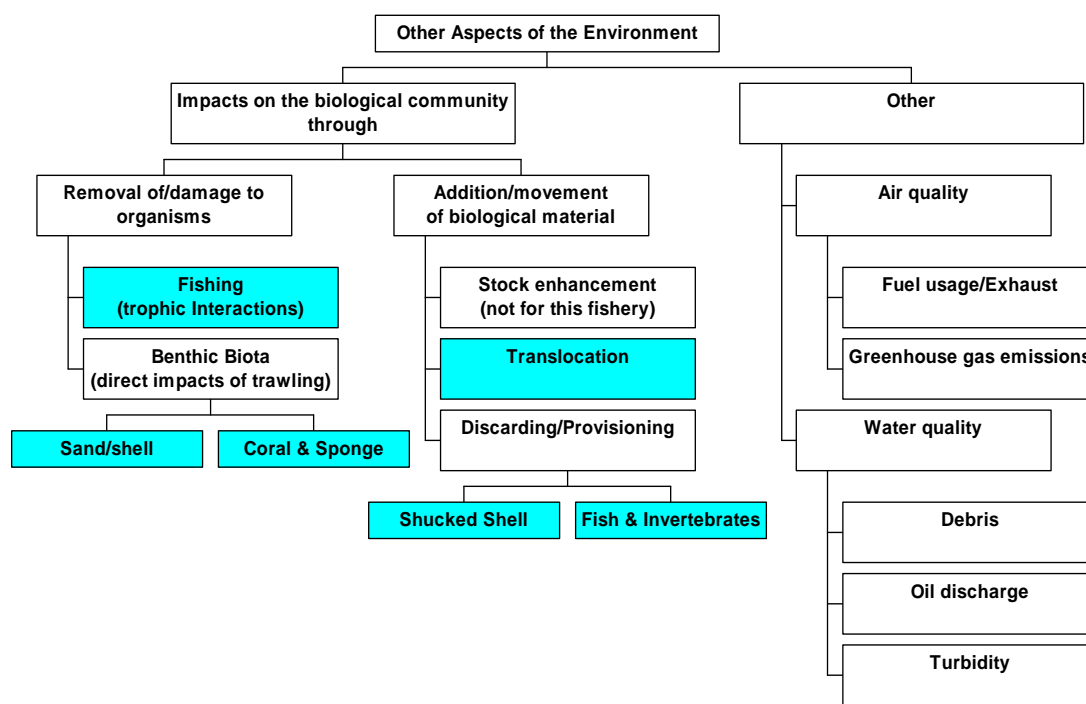 Other Aspects of the Environment
Impacts on the biological community
through
Other
Removal of/damage to
organisms
Addition/movement
of biological material
Air quality
Fishing
(trophic Interactions)
Stock enhancement
(not for this fishery)
Fuel usage/Exhaust
Benthic Biota
(direct impacts of trawling)
Translocation
Greenhouse gas emissions
Sand/shell
Coral & Sponge
Discarding/Provisioning
Water quality
Shucked Shell
Fish & Invertebrates
Debris
Oil discharge
Turbidity